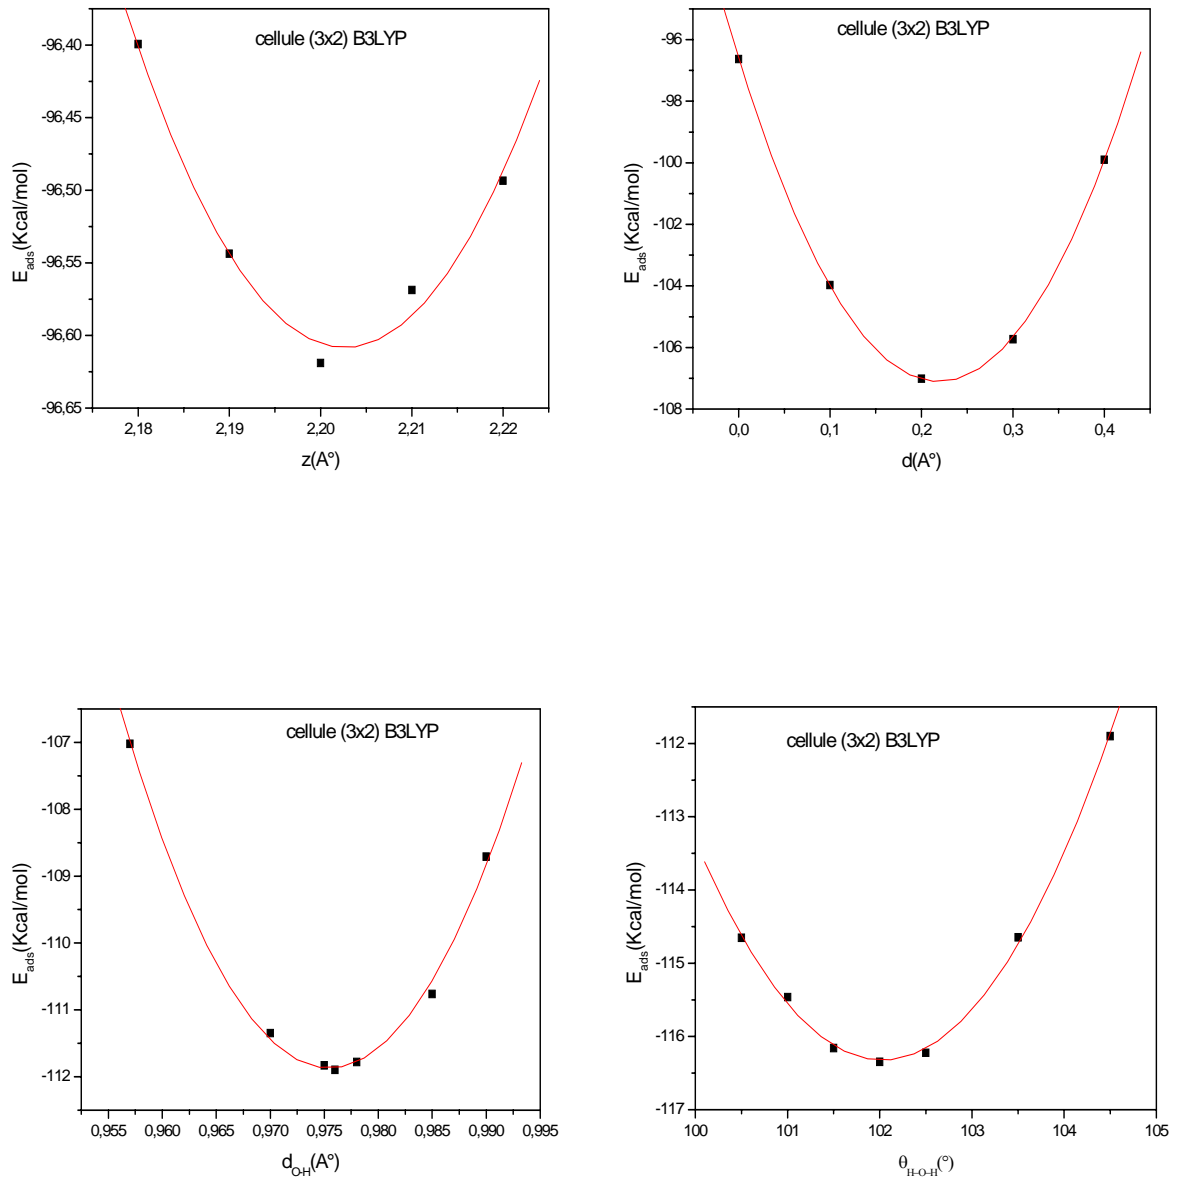 cellule (3x2) B3LYP
E_ads(Kcal/mol)
-96,40
-96,45
-96,50
-96,55
-96,60
-96,65
2,18 2,19 2,20 2,21 2,22
z(A°)
cellule (3x2) B3LYP
E_ads(Kcal/mol)
-96
-98
-100
-102
-104
-106
-108
0,0 0,1 0,2 0,3 0,4
d(A°)
cellule (3x2) B3LYP
E_ads(Kcal/mol)
-107
-108
-109
-110
-111
-112
0,955 0,960 0,965 0,970 0,975 0,980 0,985 0,990 0,995
d_O-H(A°)
cellule (3x2) B3LYP
E_ads(Kcal/mol)
-112
-113
-114
-115
-116
-117
100 101 102 103 104 105
θ_H-O-H(°)